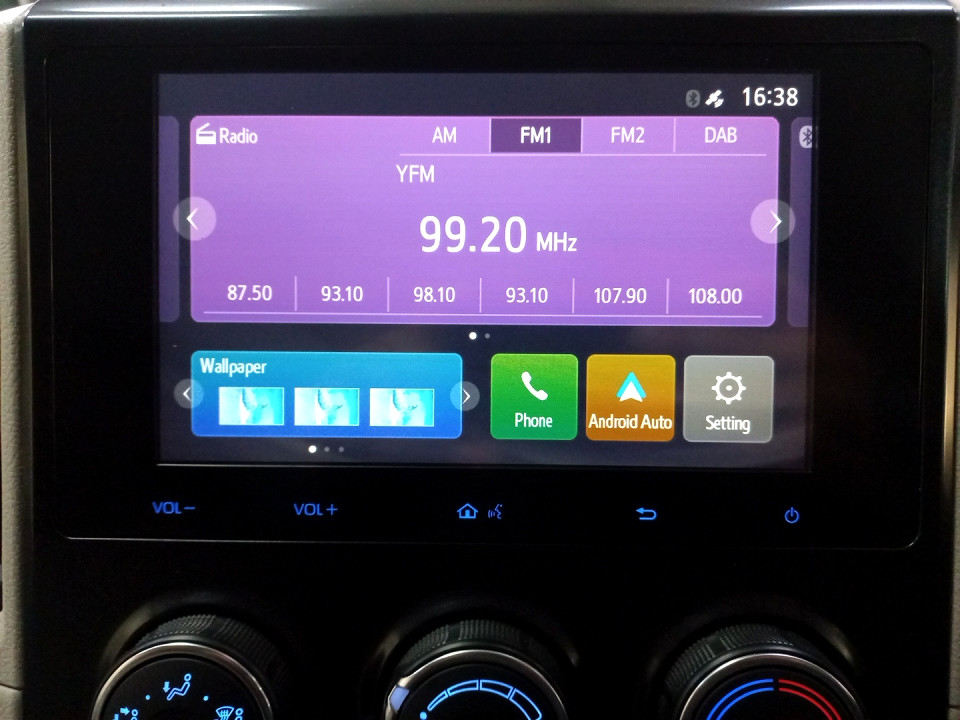 16:38
Radio AM FM1 FM2 DAB
YFM
99.20 MHz
87.50 93.10 98.10 93.10 107.90 108.00
Wallpaper
Phone Android Auto Setting
VOL− VOL+